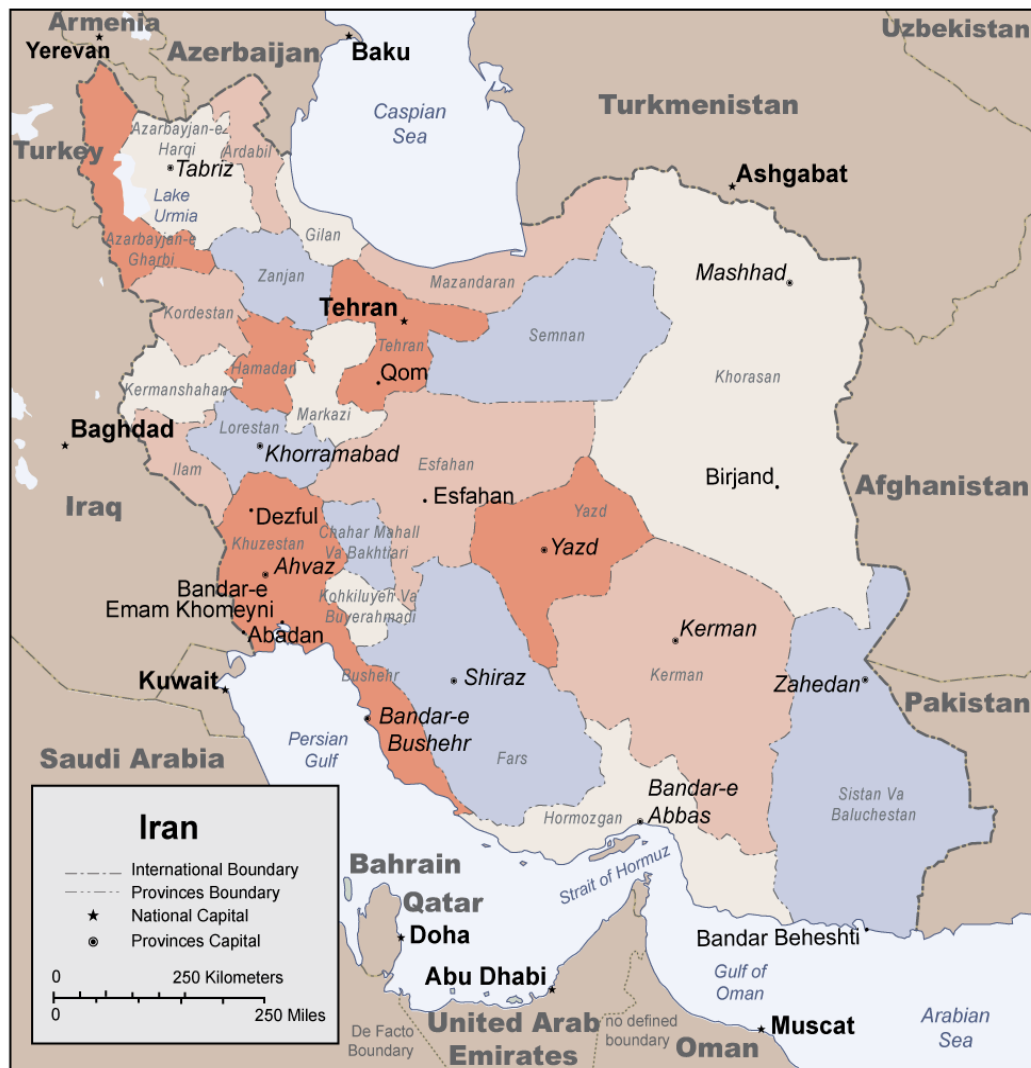 Armenia
Yerevan
Azerbaijan
Baku
Uzbekistan
Caspian
Sea
Turkmenistan
Turkey
Azarbayjan-e
Harqi
Ardabil
Tabriz
Lake
Urmia
Ashgabat
Azarbayjan-e
Gharbi
Gilan
Zanjan
Mazandaran
Mashhad
Kordestan
Tehran
Tehran
Semnan
Hamadan
Qom
Khorasan
Kermanshahan
Markazi
Baghdad
Lorestan
Khorramabad
Ilam
Esfahan
Esfahan
Birjand
Afghanistan
Iraq
Dezful
Khuzestan
Chahar Mahall
Va Bakhtiari
Yazd
Yazd
Ahvaz
Bandar-e
Emam Khomeyni
Kohkiluyeh Va
Buyerahmadi
Abadan
Kerman
Kerman
Kuwait
Bushehr
Shiraz
Zahedan
Pakistan
Bandar-e
Bushehr
Persian
Gulf
Saudi Arabia
Fars
Bandar-e
Abbas
Sistan Va
Baluchestan
Hormozgan
Strait of Hormuz
Iran
International Boundary
Provinces Boundary
National Capital
Provinces Capital
0 250 Kilometers
0 250 Miles
Bahrain
Qatar
Doha
Abu Dhabi
Bandar Beheshti
Gulf of
Oman
De Facto
Boundary
United Arab
Emirates
no defined
boundary
Oman
Muscat
Arabian
Sea